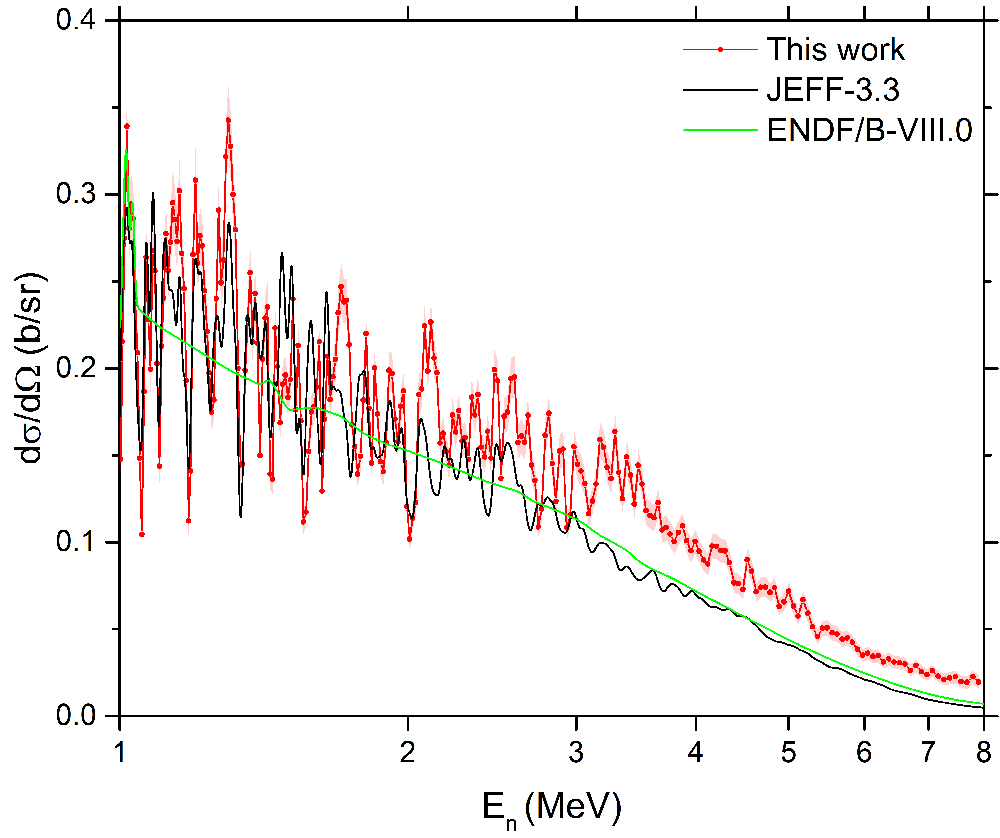 0.4
0.3
0.2
0.1
0.0
dσ/dΩ (b/sr)
This work
JEFF-3.3
ENDF/B-VIII.0
1 2 3 4 5 6 7 8
En (MeV)